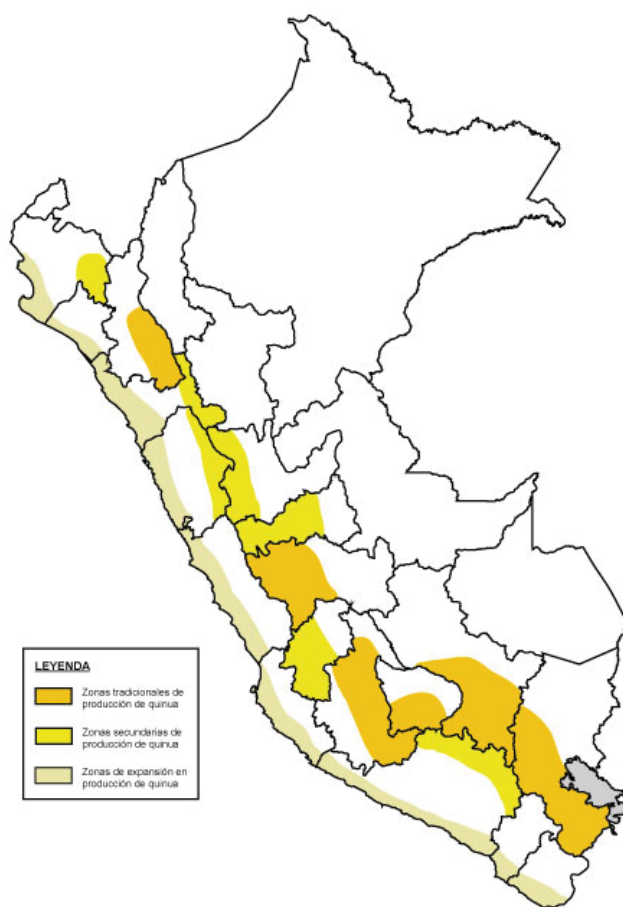 LEYENDA
Zonas tradicionales de
producción de quinua
Zonas secundarias de
producción de quinua
Zonas de expansión en
producción de quinua